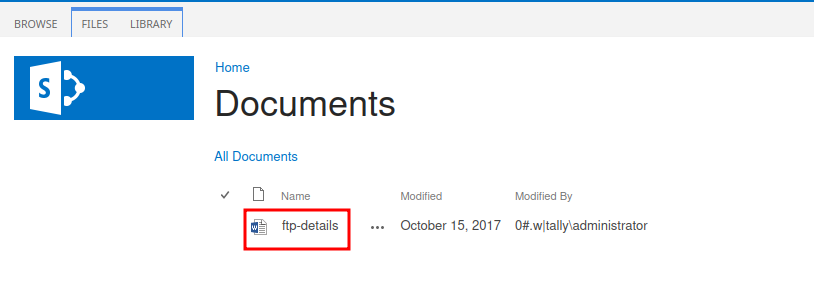 BROWSE FILES LIBRARY
S
Home
Documents
All Documents
Name Modified Modified By
ftp-details ... October 15, 2017 0#.w|tally\administrator